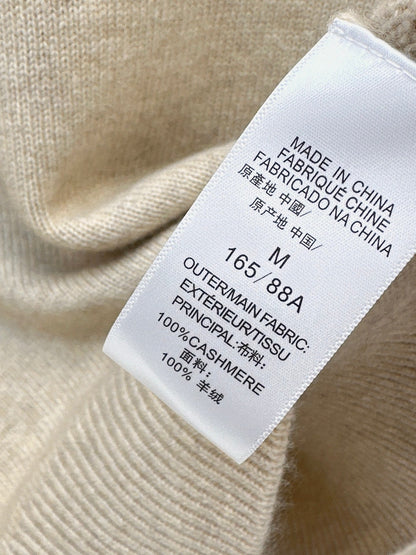 MADE IN CHINA
FABRIQUÉ CHINE
FABRICADO NA CHINA
原產地 中國/
原产地 中国/
M
165/88A
OUTER/MAIN FABRIC:
EXTÉRIEUR/TISSU
PRINCIPAL:布料:
100%CASHMERE
面料:
100% 羊绒